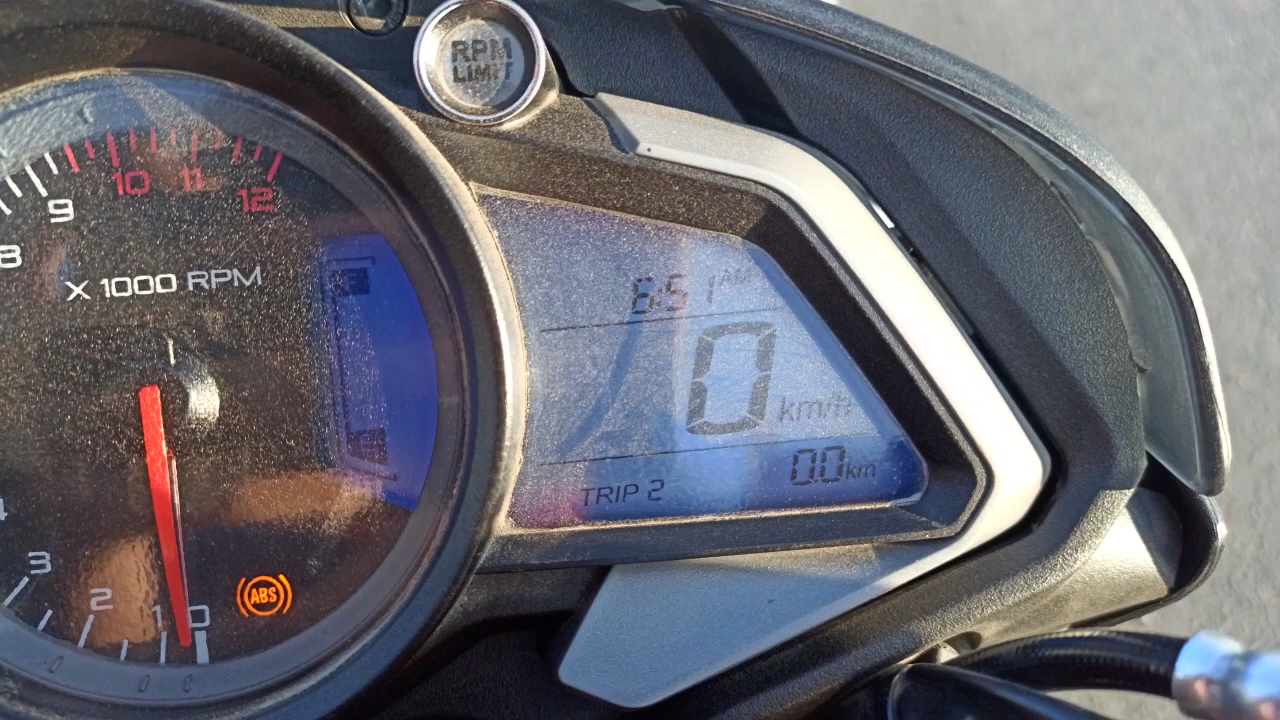 RPM
LIMIT
8
9
10
11
12
X 1000 RPM
6:51 AM
0 km/h
TRIP 2
0.0 km
F
3
2
1
0
ABS